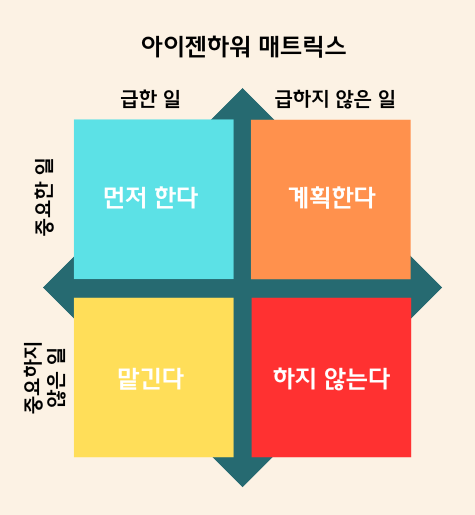 아이젠하워 매트릭스
급한 일
급하지 않은 일
중요한 일
먼저 한다
계획한다
중요하지
않은 일
맡긴다
하지 않는다